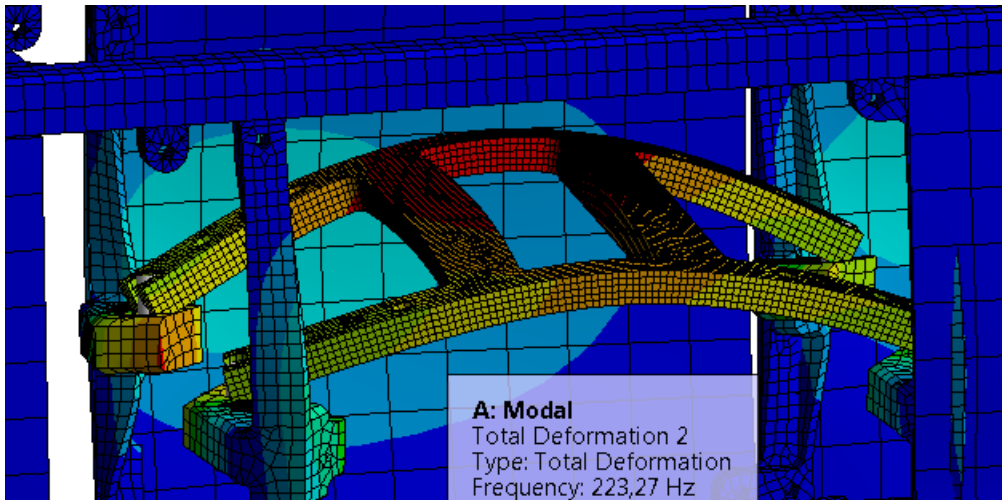 A: Modal
Total Deformation 2
Type: Total Deformation
Frequency: 223,27 Hz